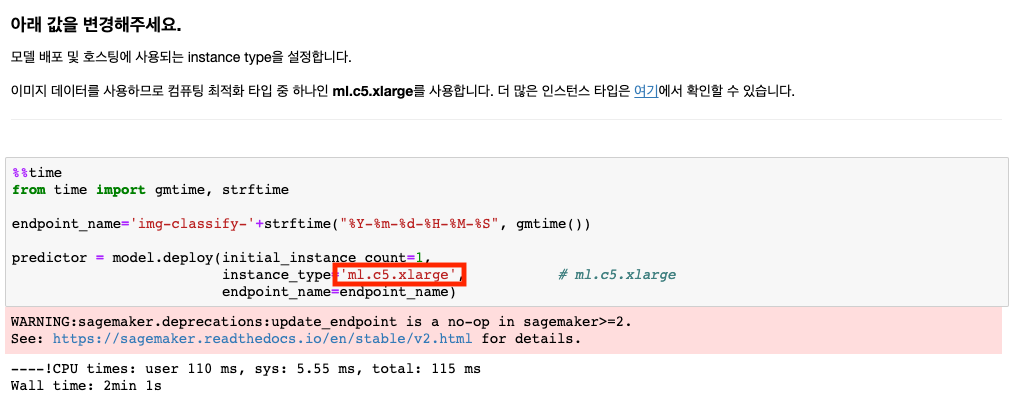 아래 값을 변경해주세요.
모델 배포 및 호스팅에 사용되는 instance type을 설정합니다.
이미지 데이터를 사용하므로 컴퓨팅 최적화 타입 중 하나인 ml.c5.xlarge를 사용합니다. 더 많은 인스턴스 타입은 여기에서 확인할 수 있습니다.
%%time
from time import gmtime, strftime
endpoint_name='img-classify-'+strftime("%Y-%m-%d-%H-%M-%S", gmtime())
predictor = model.deploy(initial_instance_count=1,
instance_type='ml.c5.xlarge', # ml.c5.xlarge
endpoint_name=endpoint_name)
WARNING:sagemaker.deprecations:update_endpoint is a no-op in sagemaker>=2.
See: https://sagemaker.readthedocs.io/en/stable/v2.html for details.
----!CPU times: user 110 ms, sys: 5.55 ms, total: 115 ms
Wall time: 2min 1s